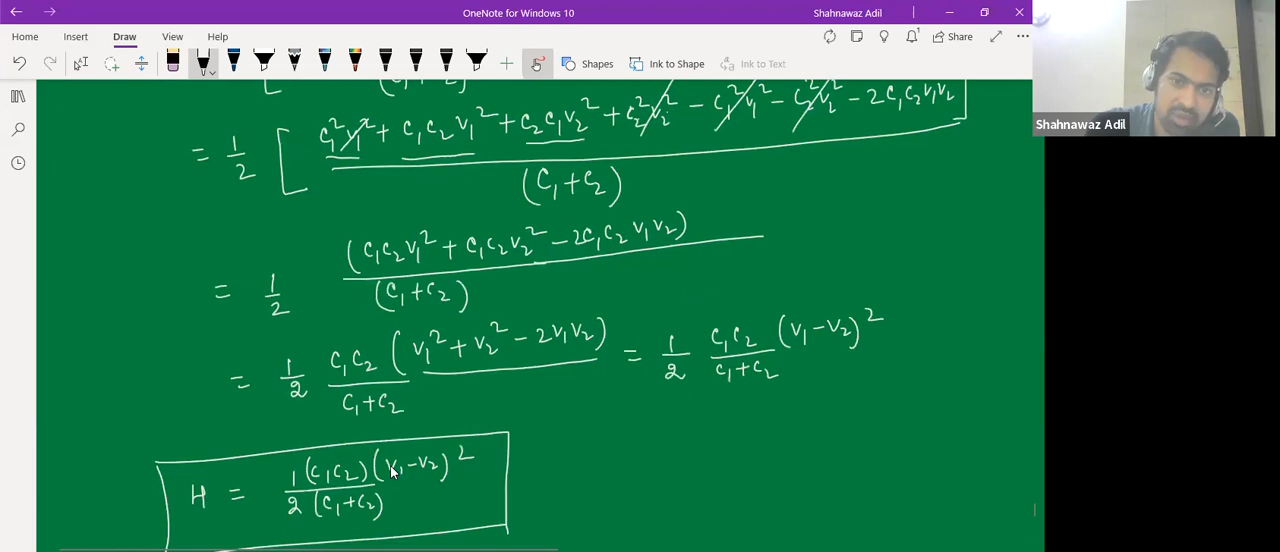 OneNote for Windows 10
Shahnawaz Adil
Home Insert Draw View Help
Share
Shapes Ink to Shape Ink to Text
Shahnawaz Adil
(C₁+C₂)
= 1/2 [ (C₁²V₁² + C₁C₂V₁² + C₂C₁V₂² + C₂²V₂² - C₁²V₁² - C₂²V₂² - 2C₁C₂V₁V₂) / (C₁+C₂) ]
= 1/2 (C₁C₂V₁² + C₁C₂V₂² - 2C₁C₂V₁V₂) / (C₁+C₂)
= 1/2 C₁C₂/(C₁+C₂) (V₁² + V₂² - 2V₁V₂) = 1/2 C₁C₂/(C₁+C₂) (V₁-V₂)²
H = 1/2 (C₁C₂)/(C₁+C₂) (V₁-V₂)²